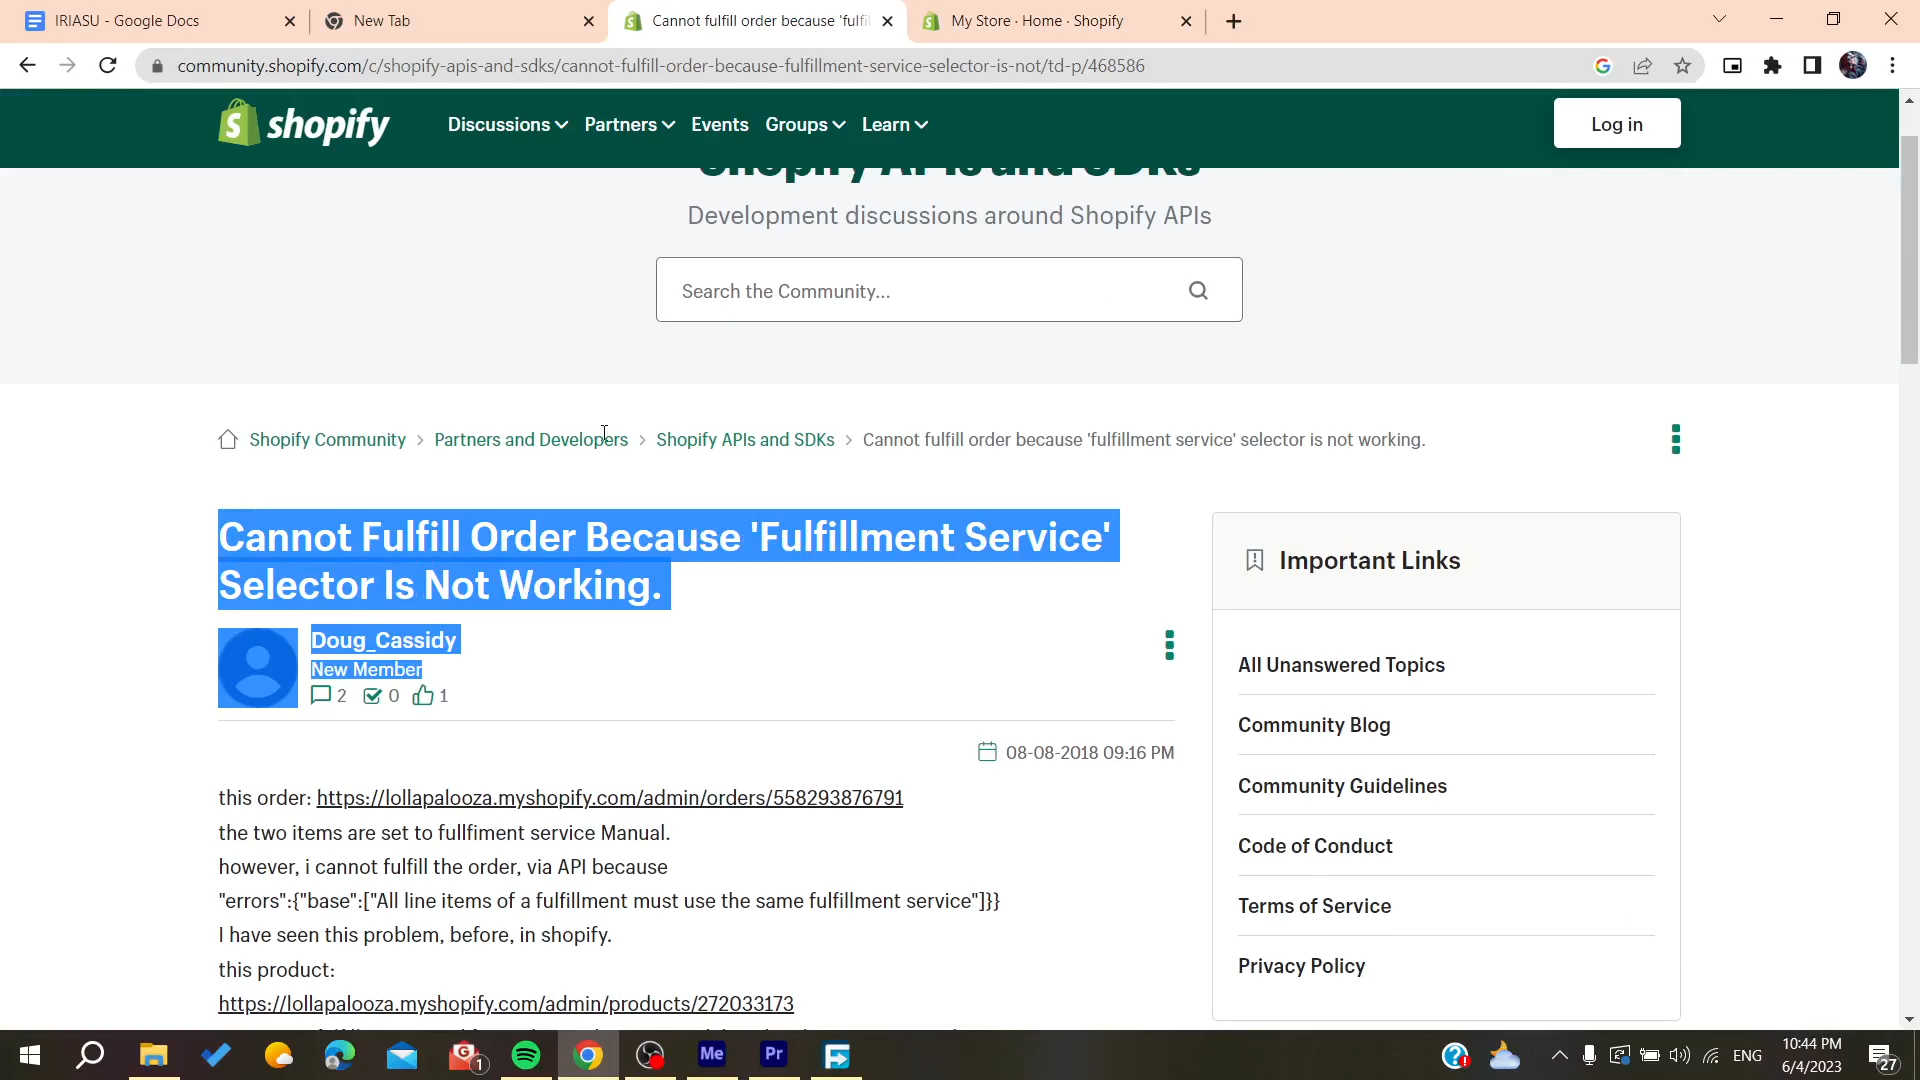 IRIASU - Google Docs
New Tab
Cannot fulfill order because 'fulfi
My Store · Home · Shopify
community.shopify.com/c/shopify-apis-and-sdks/cannot-fulfill-order-because-fulfillment-service-selector-is-not/td-p/468586
shopify
Discussions
Partners
Events
Groups
Learn
Log in
Shopify APIs and SDKs
Development discussions around Shopify APIs
Search the Community...
Shopify Community
Partners and Developers
Shopify APIs and SDKs
Cannot fulfill order because 'fulfillment service' selector is not working.
Cannot Fulfill Order Because 'Fulfillment Service'
Selector Is Not Working.
Doug_Cassidy
New Member
2 0 1
08-08-2018 09:16 PM
this order: https://lollapalooza.myshopify.com/admin/orders/558293876791
the two items are set to fullfiment service Manual.
however, i cannot fulfill the order, via API because
"errors":{"base":["All line items of a fulfillment must use the same fulfillment service"]}}
I have seen this problem, before, in shopify.
this product:
https://lollapalooza.myshopify.com/admin/products/272033173
Important Links
All Unanswered Topics
Community Blog
Community Guidelines
Code of Conduct
Terms of Service
Privacy Policy
1
Me
Pr
ENG
10:44 PM
6/4/2023
27